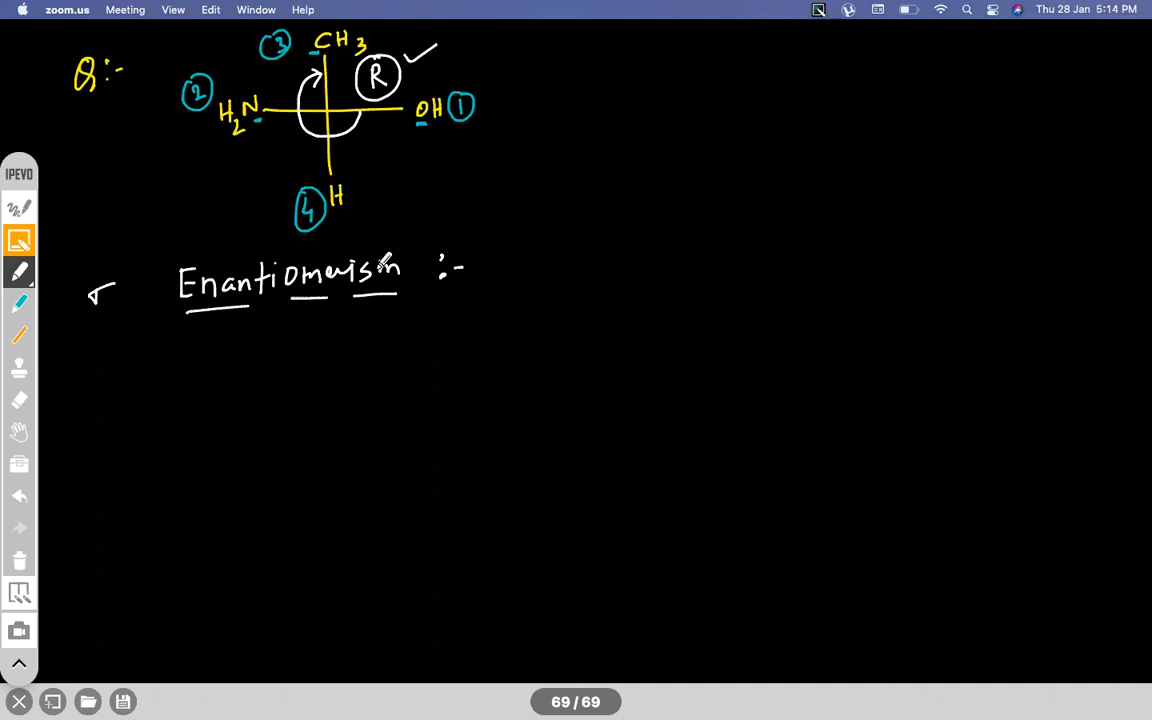 zoom.us Meeting View Edit Window Help Thu 28 Jan 5:14 PM
③ CH3
Q:- R
② H2N OH ①
IPEVO
④ H
Enantiomerism :-
69/69